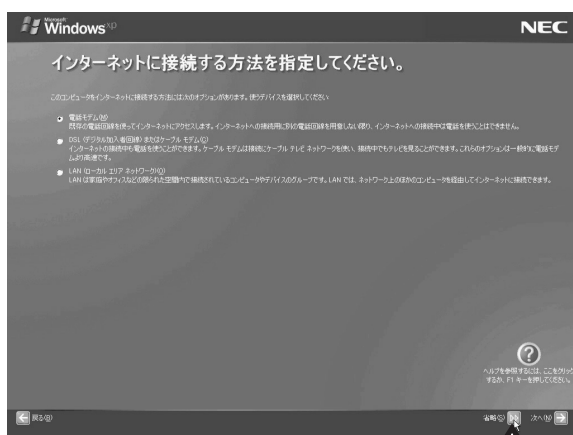 Microsoft
Windows xp
NEC
インターネットに接続する方法を指定してください。
このコンピュータをインターネットに接続する方法には次のオプションがあります。使うデバイスを選択してください
電話モデム(M)
既存の電話回線を使ってインターネットにアクセスします。インターネットへの接続用に別の電話回線を用意しない限り、インターネットへの接続中は電話を使うことはできません。
DSL (デジタル加入者回線) またはケーブル モデム(C)
インターネットの接続中も電話を使うことができます。ケーブル モデムは接続にケーブル テレビ ネットワークを使い、接続中でもテレビを見ることができます。これらのオプションは一般的に電話モデ
ムより高速です。
LAN (ローカル エリア ネットワーク)(O)
LAN は家庭やオフィスなどの限られた空間内で接続されているコンピュータやデバイスのグループです。LAN では、ネットワーク上のほかのコンピュータを経由してインターネットに接続できます。
ヘルプを参照するには、ここをクリック
するか、F1 キーを押してください。
戻る(B)
省略(S)
次へ(N)